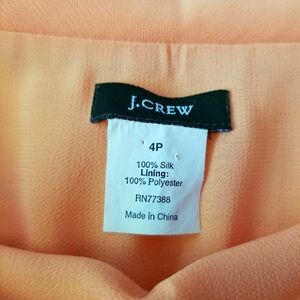 J.CREW
4P
100% Silk
Lining:
100% Polyester
RN77388
Made in China